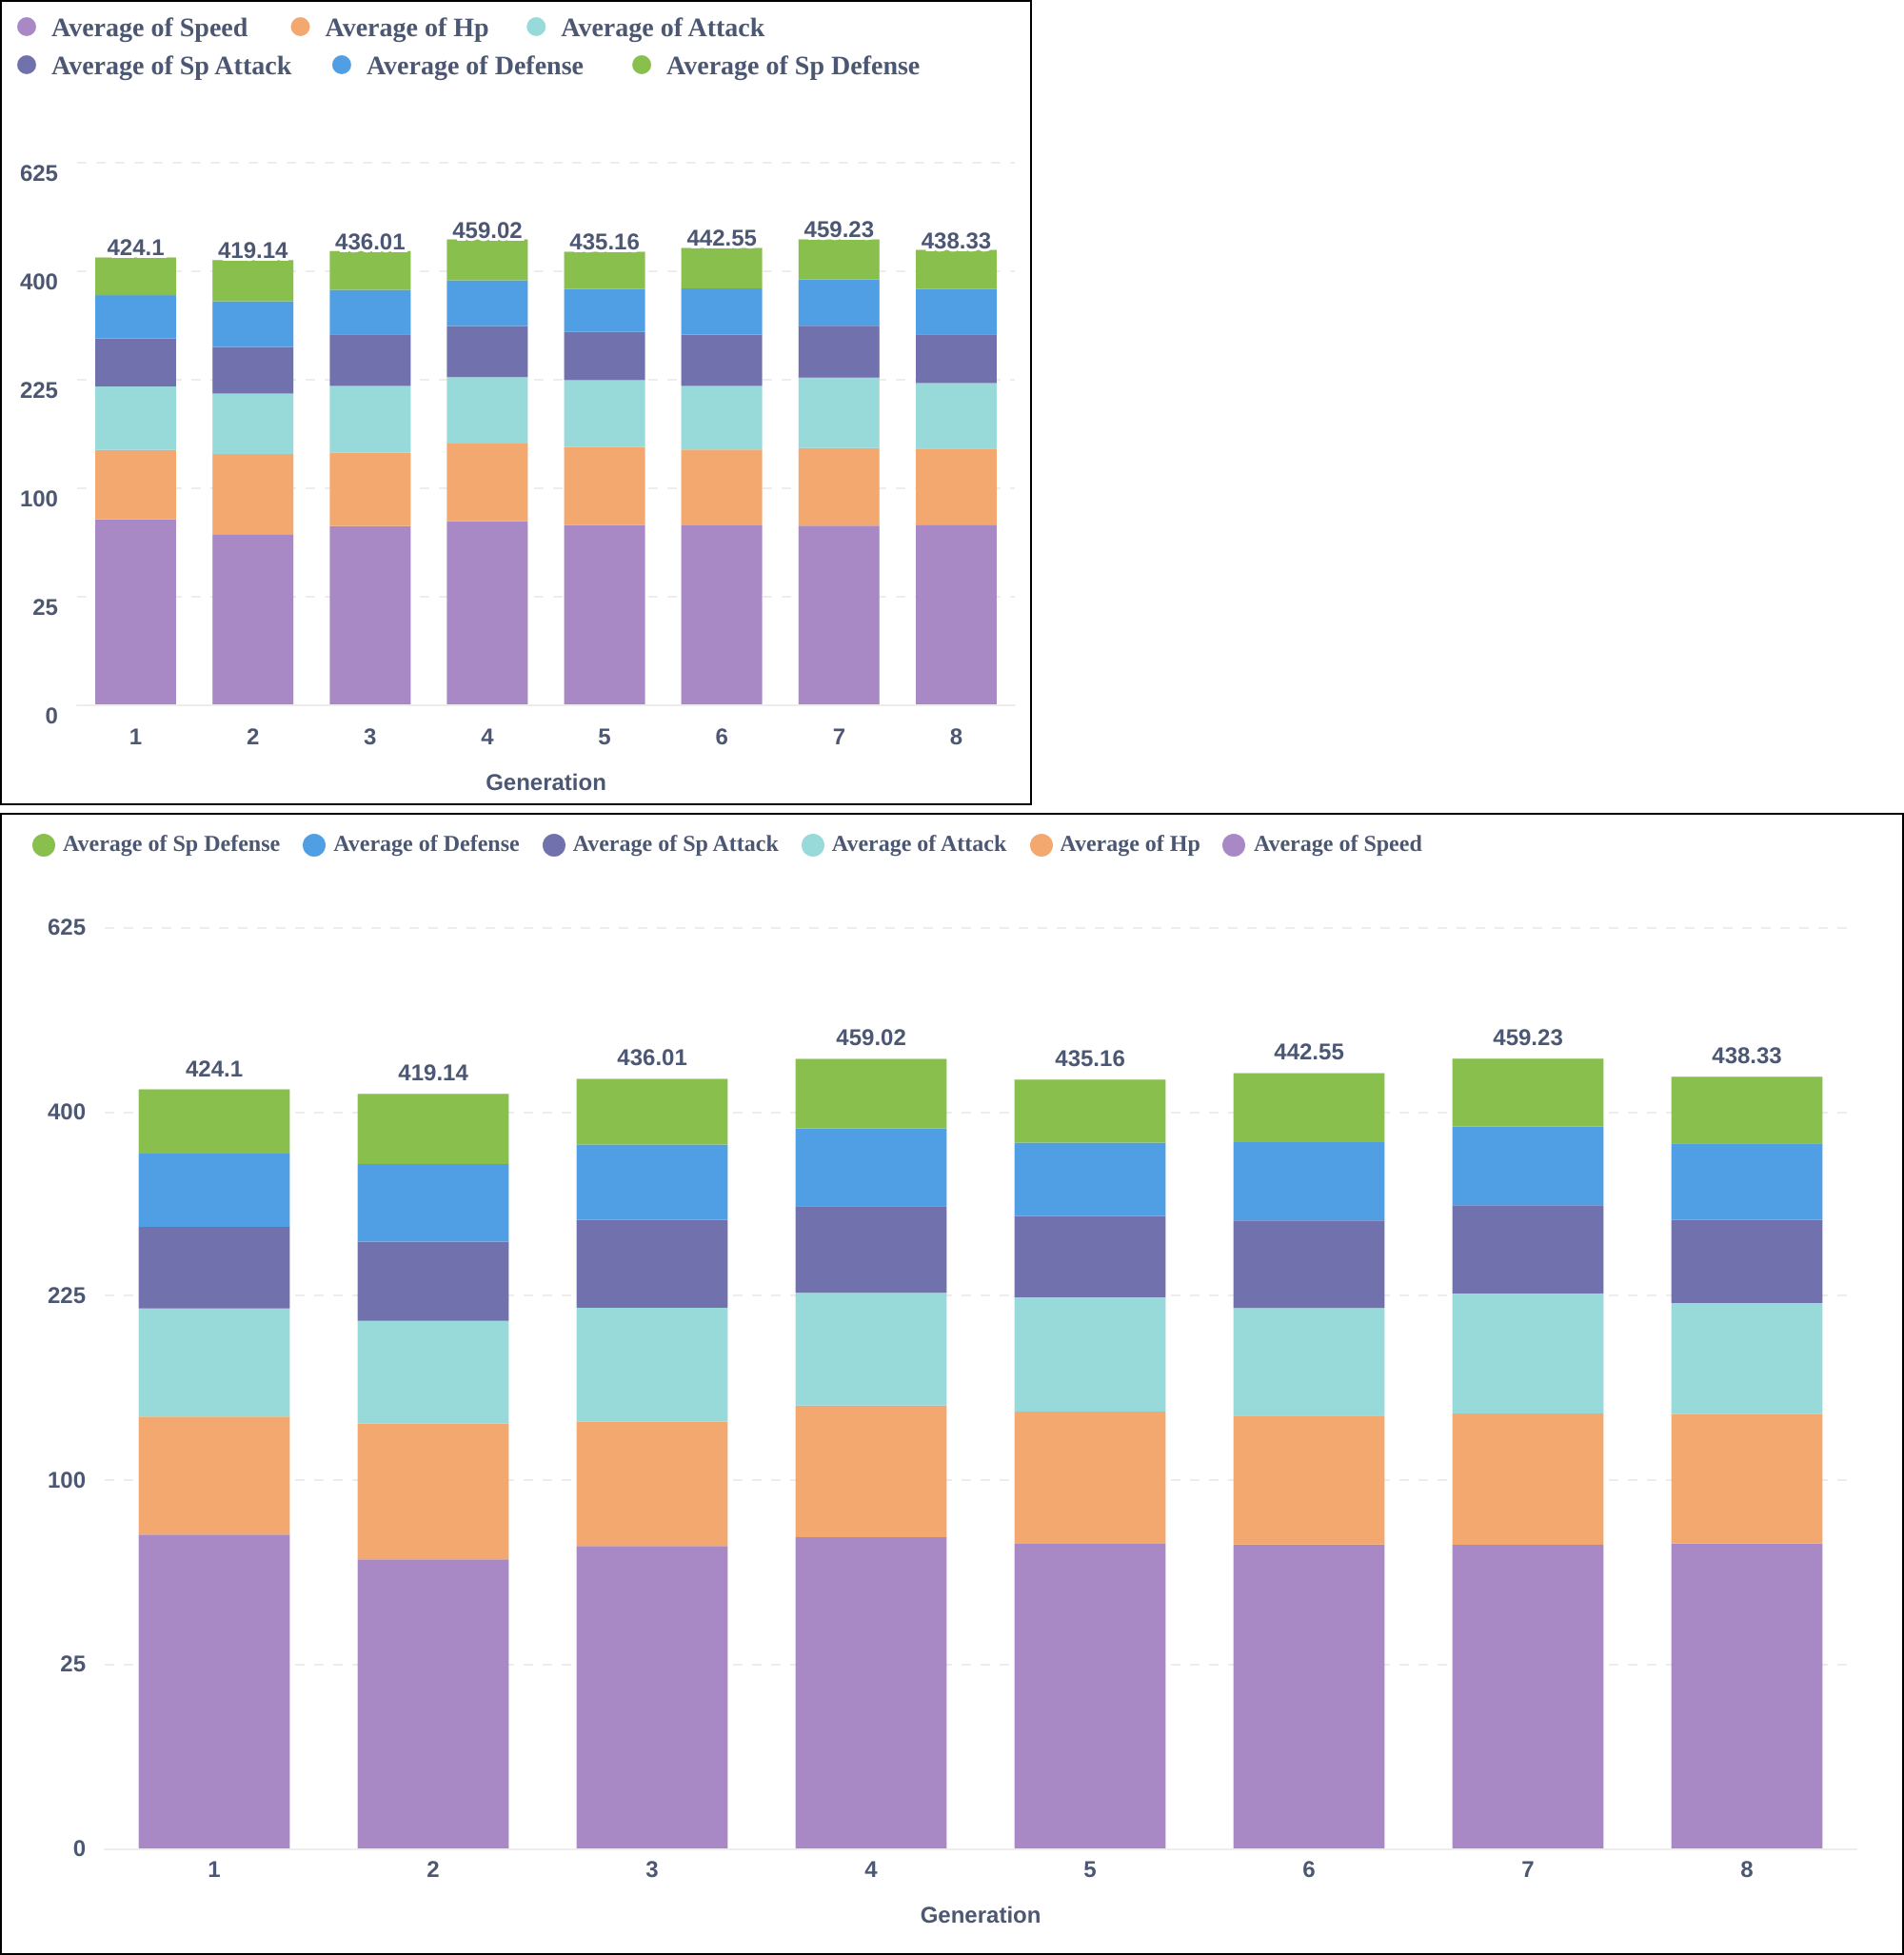 Average of Speed Average of Hp Average of Attack
Average of Sp Attack Average of Defense Average of Sp Defense
625
424.1 419.14 436.01 459.02 435.16 442.55 459.23 438.33
400
225
100
25
0
1 2 3 4 5 6 7 8
Generation
Average of Sp Defense Average of Defense Average of Sp Attack Average of Attack Average of Hp Average of Speed
625
424.1 419.14 436.01 459.02 435.16 442.55 459.23 438.33
400
225
100
25
0
1 2 3 4 5 6 7 8
Generation